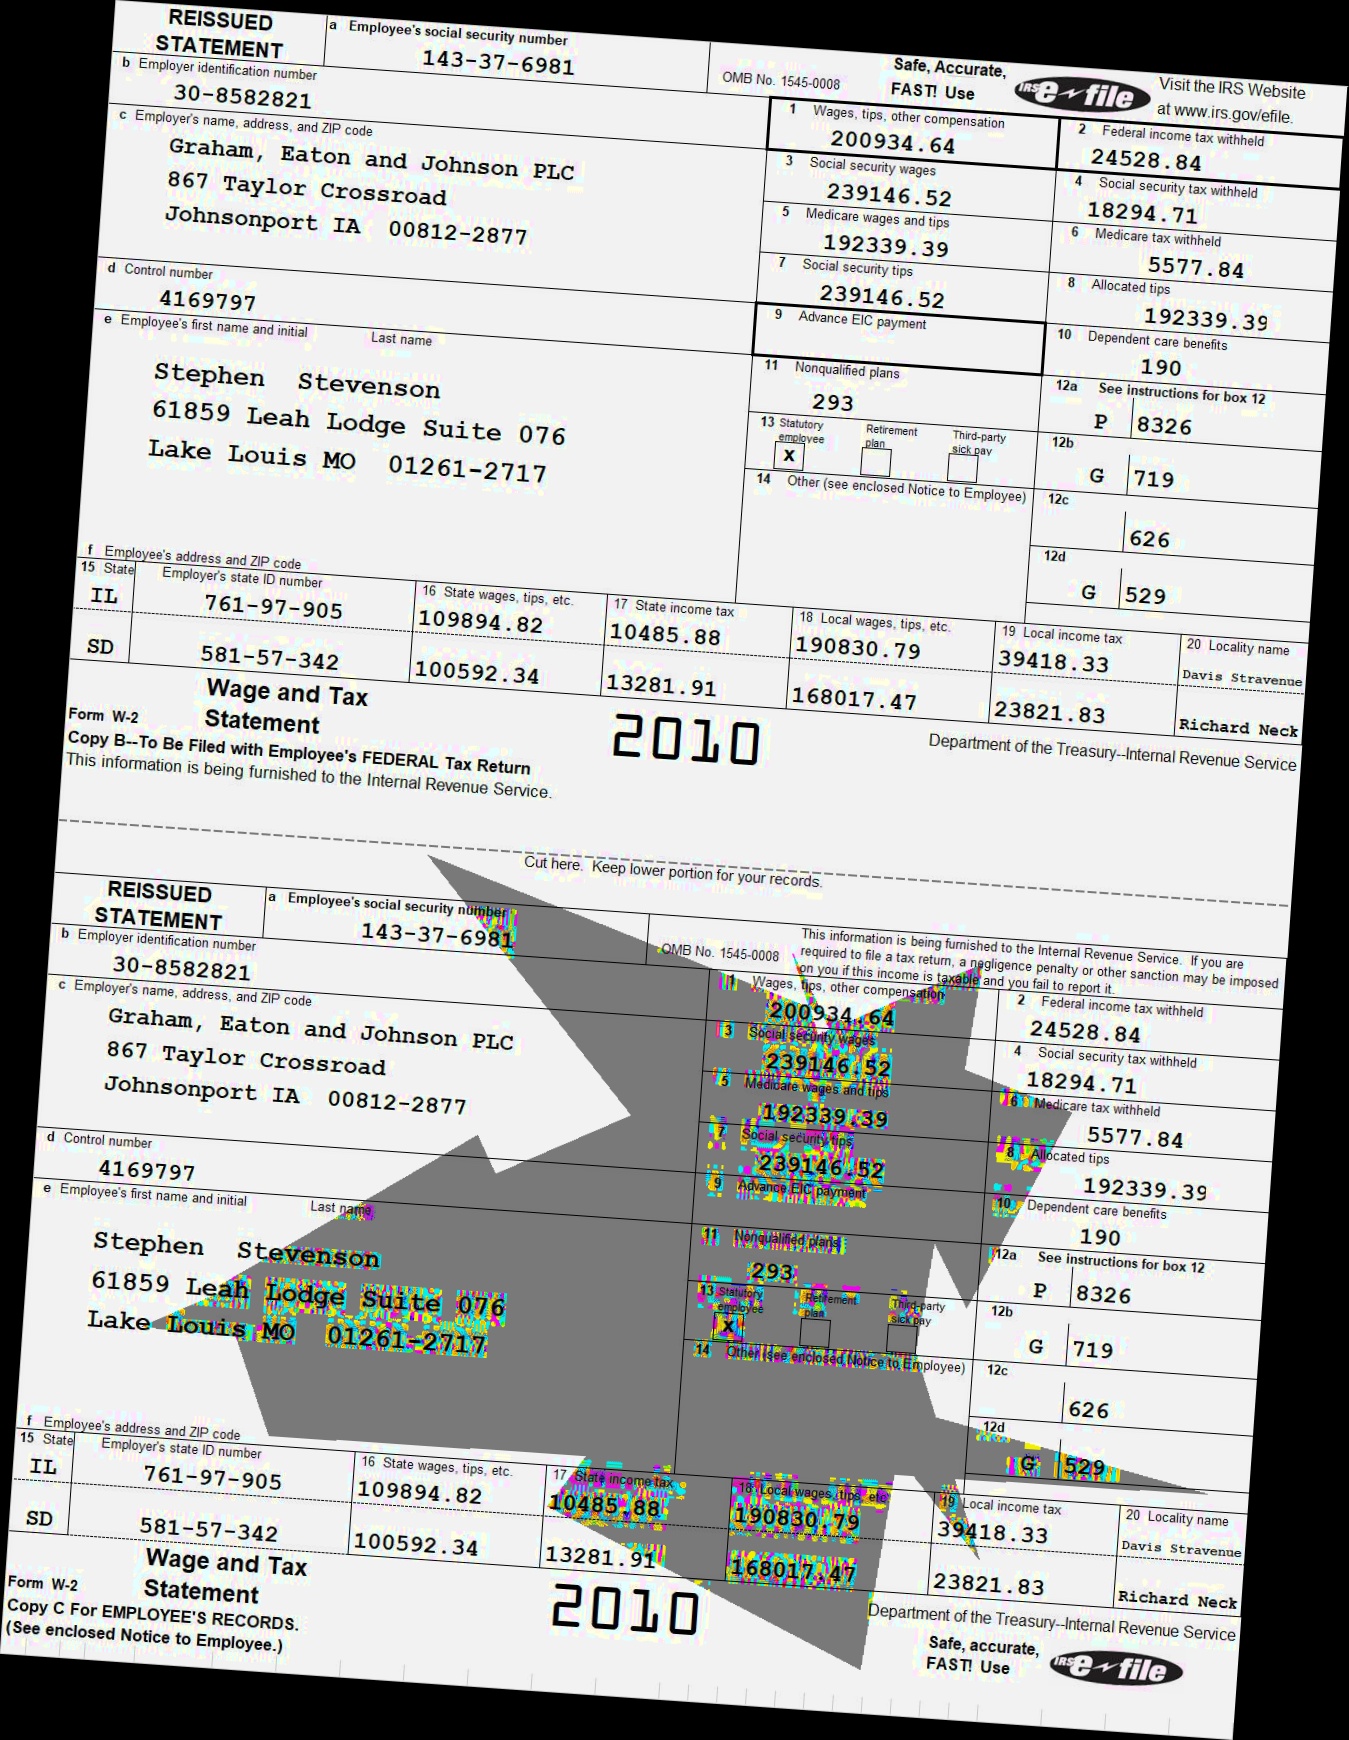 REISSUED STATEMENT
a Employee's social security number
143-37-6981
OMB No. 1545-0008
Safe, Accurate, FAST! Use
IRS e-file
Visit the IRS Website
at www.irs.gov/efile.
b Employer identification number
30-8582821
c Employer's name, address, and ZIP code
Graham, Eaton and Johnson PLC
867 Taylor Crossroad
Johnsonport IA 00812-2877
1 Wages, tips, other compensation
200934.64
2 Federal income tax withheld
24528.84
3 Social security wages
239146.52
4 Social security tax withheld
18294.71
5 Medicare wages and tips
192339.39
6 Medicare tax withheld
5577.84
d Control number
4169797
7 Social security tips
239146.52
8 Allocated tips
192339.39
e Employee's first name and initial Last name
Stephen Stevenson
61859 Leah Lodge Suite 076
Lake Louis MO 01261-2717
9 Advance EIC payment
10 Dependent care benefits
190
11 Nonqualified plans
293
12a See instructions for box 12
P 8326
13 Statutory employee
X
Retirement plan
Third-party sick pay
12b
G 719
14 Other (see enclosed Notice to Employee)
12c
626
12d
G 529
f Employee's address and ZIP code
15 State Employer's state ID number
16 State wages, tips, etc.
17 State income tax
18 Local wages, tips, etc.
19 Local income tax
20 Locality name
IL 761-97-905 109894.82 10485.88 190830.79 39418.33 Davis Stravenue
SD 581-57-342 100592.34 13281.91 168017.47 23821.83 Richard Neck
Form W-2
Wage and Tax Statement
2010
Department of the Treasury--Internal Revenue Service
Copy B--To Be Filed with Employee's FEDERAL Tax Return
This information is being furnished to the Internal Revenue Service.
Cut here. Keep lower portion for your records.
REISSUED STATEMENT
a Employee's social security number
143-37-6981
OMB No. 1545-0008
This information is being furnished to the Internal Revenue Service. If you are
required to file a tax return, a negligence penalty or other sanction may be imposed
on you if this income is taxable and you fail to report it.
b Employer identification number
30-8582821
c Employer's name, address, and ZIP code
Graham, Eaton and Johnson PLC
867 Taylor Crossroad
Johnsonport IA 00812-2877
1 Wages, tips, other compensation
200934.64
2 Federal income tax withheld
24528.84
3 Social security wages
239146.52
4 Social security tax withheld
18294.71
5 Medicare wages and tips
192339.39
6 Medicare tax withheld
5577.84
d Control number
4169797
7 Social security tips
239146.52
8 Allocated tips
192339.39
e Employee's first name and initial Last name
Stephen Stevenson
61859 Leah Lodge Suite 076
Lake Louis MO 01261-2717
9 Advance EIC payment
10 Dependent care benefits
190
11 Nonqualified plans
293
12a See instructions for box 12
P 8326
13 Statutory employee
X
Retirement plan
Third-party sick pay
12b
G 719
14 Other (see enclosed Notice to Employee)
12c
626
12d
G 529
f Employee's address and ZIP code
15 State Employer's state ID number
16 State wages, tips, etc.
17 State income tax
18 Local wages, tips, etc.
19 Local income tax
20 Locality name
IL 761-97-905 109894.82 10485.88 190830.79 39418.33 Davis Stravenue
SD 581-57-342 100592.34 13281.91 168017.47 23821.83 Richard Neck
Form W-2
Wage and Tax Statement
2010
Department of the Treasury--Internal Revenue Service
Copy C For EMPLOYEE'S RECORDS.
(See enclosed Notice to Employee.)
Safe, accurate, FAST! Use
IRS e-file